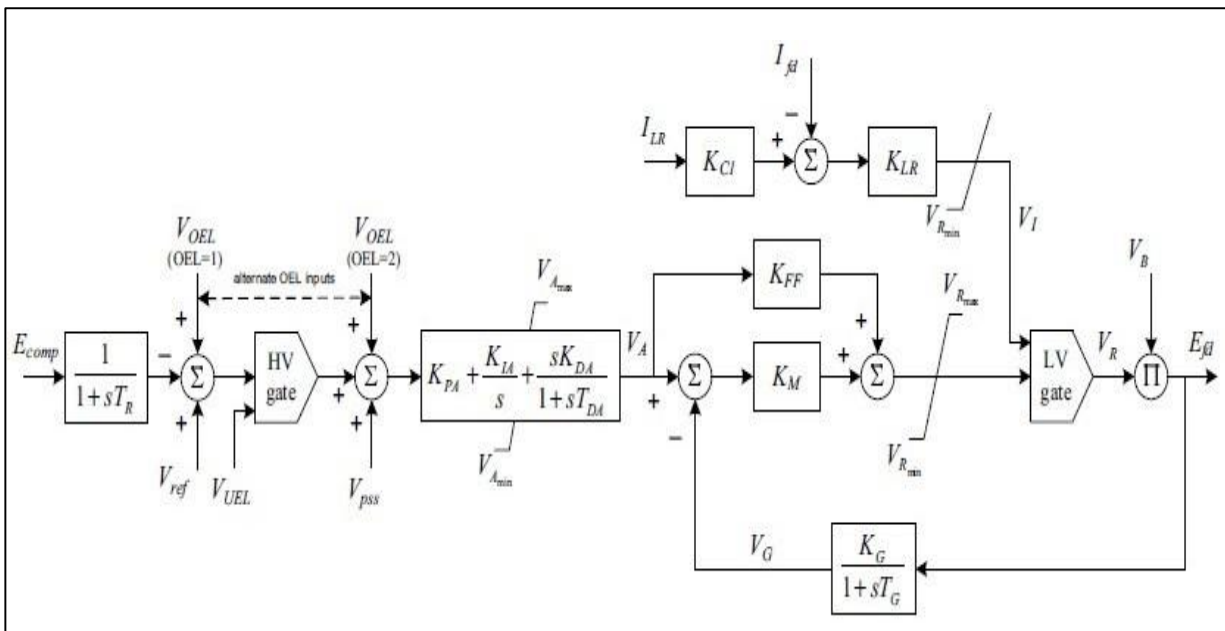 I_fd
−
I_LR
K_CI
+
Σ
K_LR
V_Rmin
V_I
V_OEL
(OEL=1)
V_OEL
(OEL=2)
alternate OEL inputs
V_Amax
K_FF
V_Rmax
V_B
E_comp
1
1+sT_R
−
+
Σ
+
HV
gate
+
+
Σ
+
K_PA + K_IA/s + sK_DA/(1+sT_DA)
V_A
+
Σ
−
K_M
+
+
Σ
LV
gate
V_R
Π
E_fd
V_Amin
V_Rmin
V_ref
V_UEL
V_pss
V_G
K_G
1+sT_G